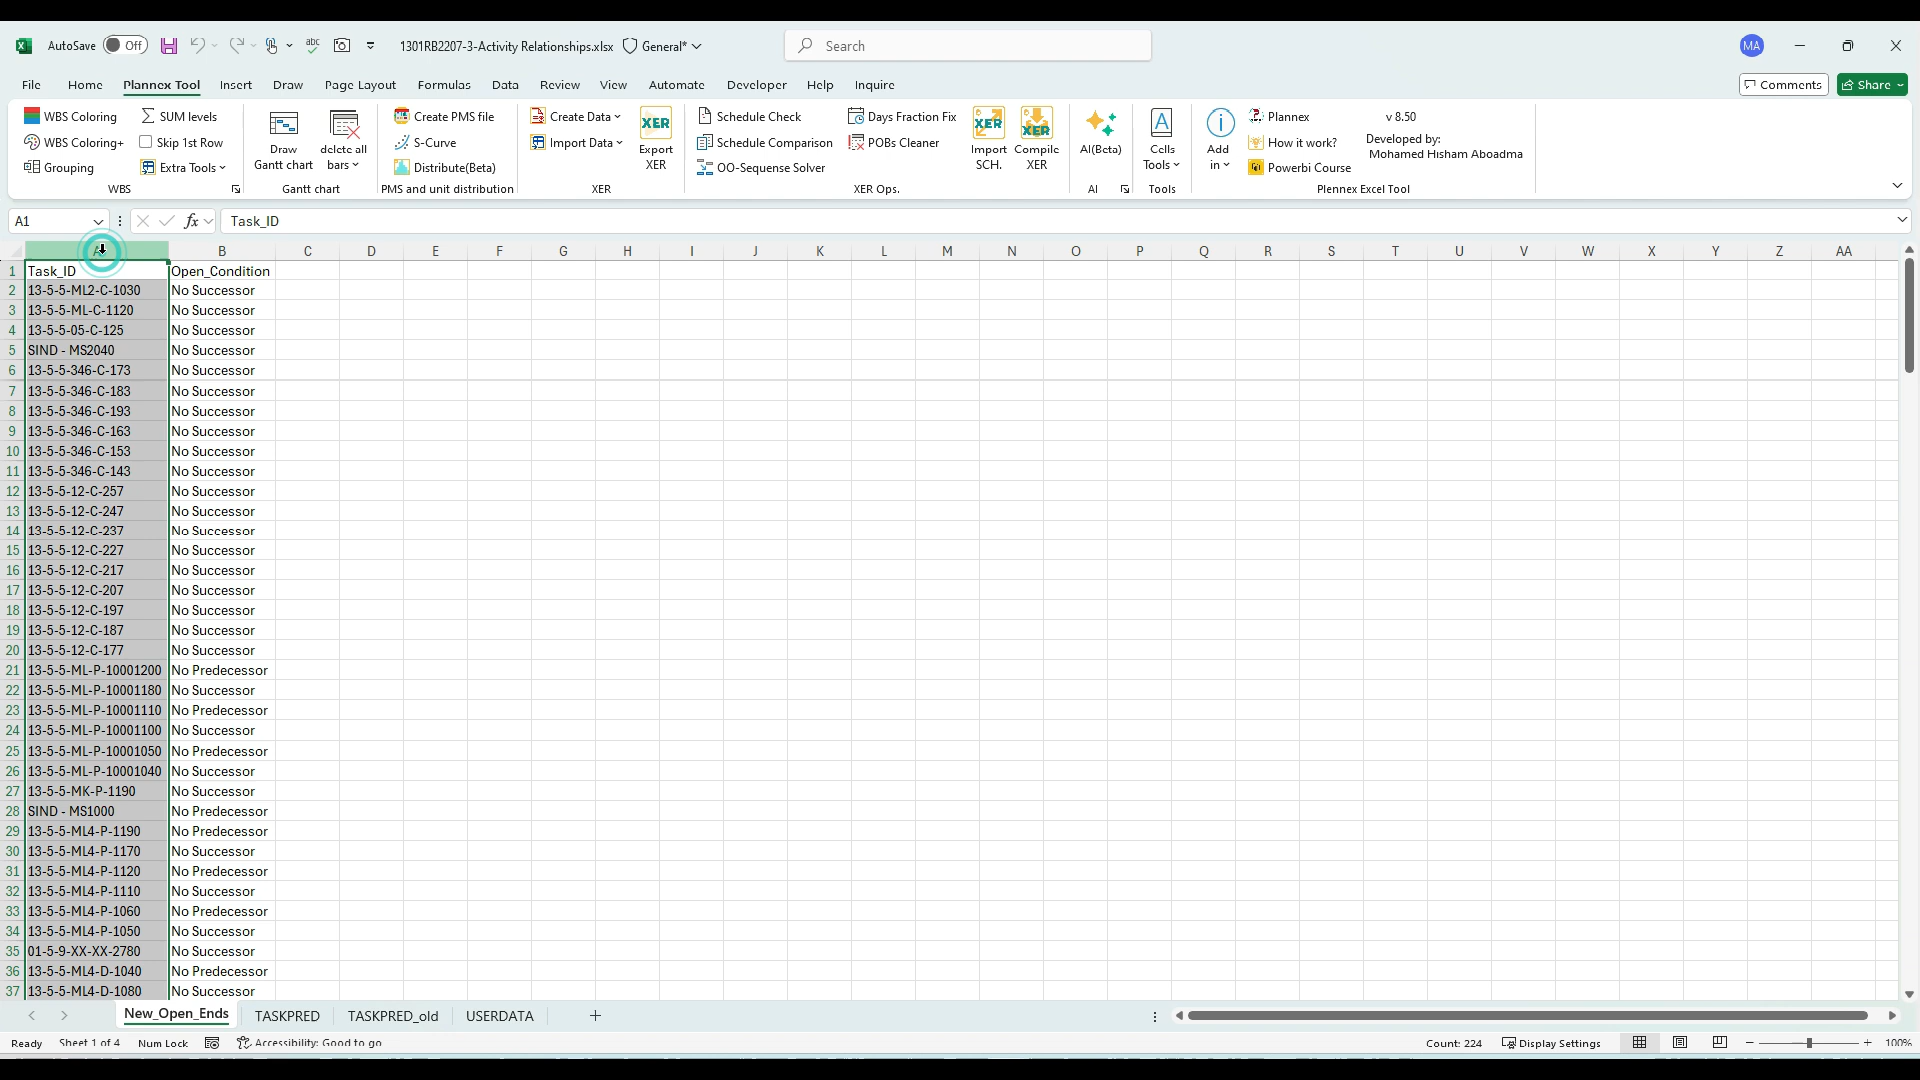 AutoSave Off 1301RB2207-3-Activity Relationships.xlsx General* Search MA
File Home Plannex Tool Insert Draw Page Layout Formulas Data Review View Automate Developer Help Inquire Comments Share
WBS Coloring SUM levels Create PMS file Create Data Schedule Check Days Fraction Fix Plannex v 8.50
WBS Coloring+ Skip 1st Row S-Curve Import Data Schedule Comparison POBs Cleaner How it work? Developed by:
Grouping Extra Tools Distribute(Beta) OO-Sequence Solver Powerbi Course Mohamed Hisham Aboadma
Draw Gantt chart delete all bars XER Export XER XER Import SCH. XER Compile XER AI(Beta) Cells Tools Add in
WBS Gantt chart PMS and unit distribution XER XER Ops. AI Tools Plennex Excel Tool
A1 fx Task_ID
A B C D E F G H I J K L M N O P Q R S T U V W X Y Z AA
1 Task_ID Open_Condition
2 13-5-5-ML2-C-1030 No Successor
3 13-5-5-ML-C-1120 No Successor
4 13-5-5-05-C-125 No Successor
5 SIND - MS2040 No Successor
6 13-5-5-346-C-173 No Successor
7 13-5-5-346-C-183 No Successor
8 13-5-5-346-C-193 No Successor
9 13-5-5-346-C-163 No Successor
10 13-5-5-346-C-153 No Successor
11 13-5-5-346-C-143 No Successor
12 13-5-5-12-C-257 No Successor
13 13-5-5-12-C-247 No Successor
14 13-5-5-12-C-237 No Successor
15 13-5-5-12-C-227 No Successor
16 13-5-5-12-C-217 No Successor
17 13-5-5-12-C-207 No Successor
18 13-5-5-12-C-197 No Successor
19 13-5-5-12-C-187 No Successor
20 13-5-5-12-C-177 No Successor
21 13-5-5-ML-P-10001200 No Predecessor
22 13-5-5-ML-P-10001180 No Successor
23 13-5-5-ML-P-10001110 No Predecessor
24 13-5-5-ML-P-10001100 No Successor
25 13-5-5-ML-P-10001050 No Predecessor
26 13-5-5-ML-P-10001040 No Successor
27 13-5-5-MK-P-1190 No Successor
28 SIND - MS1000 No Predecessor
29 13-5-5-ML4-P-1190 No Predecessor
30 13-5-5-ML4-P-1170 No Successor
31 13-5-5-ML4-P-1120 No Predecessor
32 13-5-5-ML4-P-1110 No Successor
33 13-5-5-ML4-P-1060 No Predecessor
34 13-5-5-ML4-P-1050 No Successor
35 01-5-9-XX-XX-2780 No Successor
36 13-5-5-ML4-D-1040 No Predecessor
37 13-5-5-ML4-D-1080 No Successor
New_Open_Ends TASKPRED TASKPRED_old USERDATA
Ready Sheet 1 of 4 Num Lock Accessibility: Good to go Count: 224 Display Settings 100%